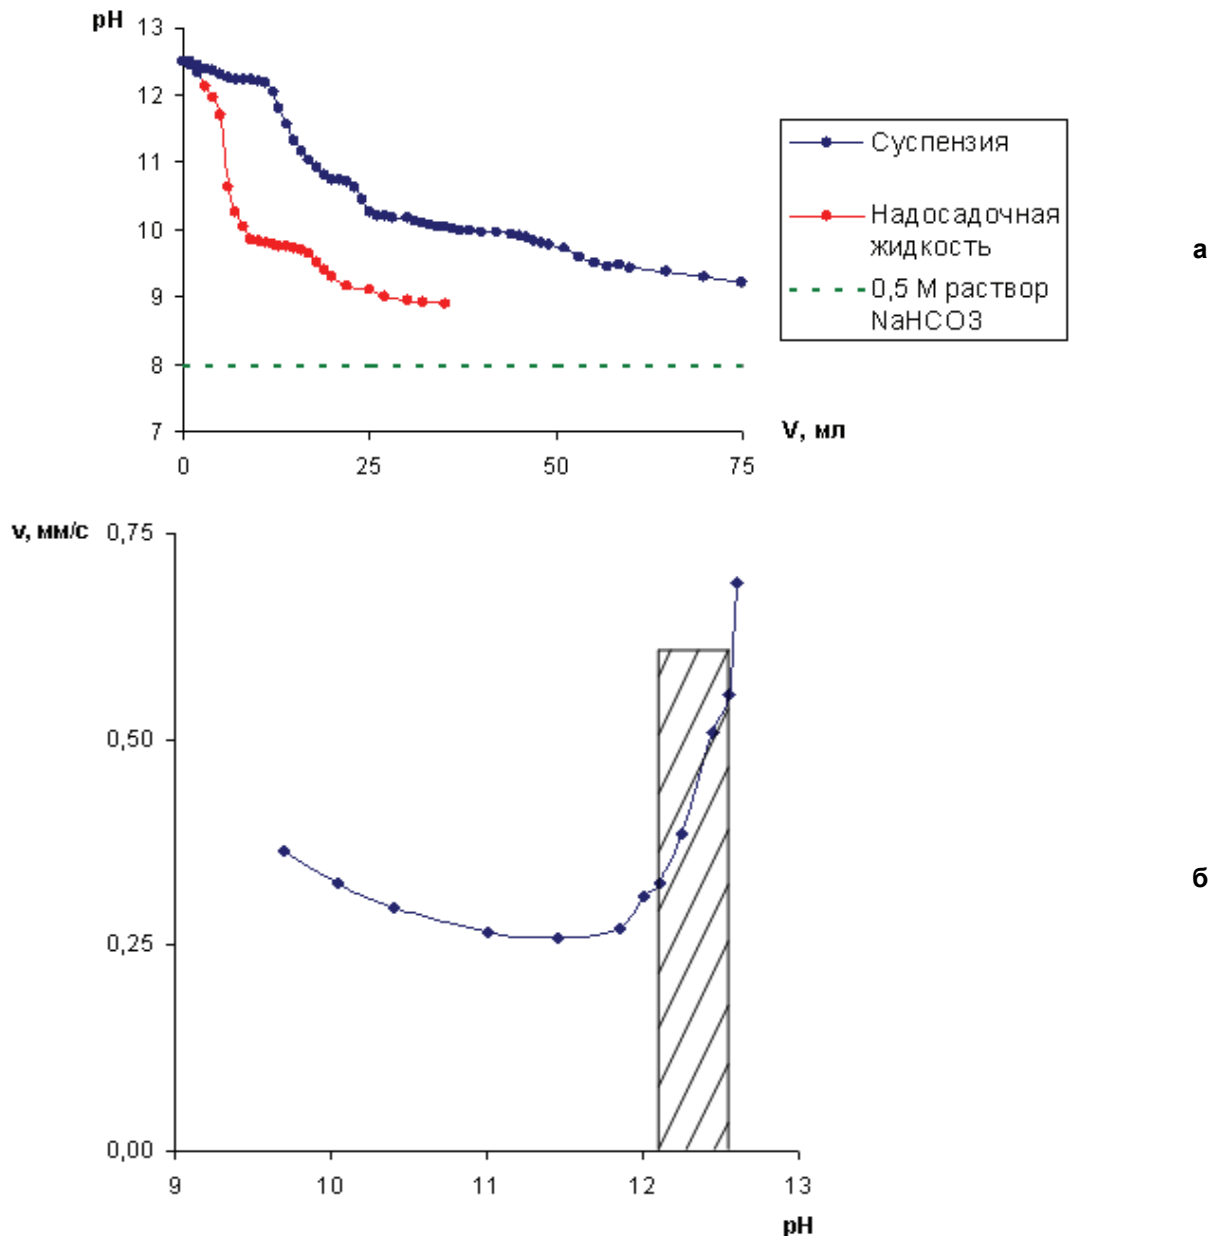 pH
13
12
11
10
9
8
7
0
25
50
75
V, мл
Суспензия
Надосадочная
жидкость
0,5 М раствор
NaHCO3
а
v, мм/с
0,75
0,50
0,25
0,00
9
10
11
12
13
pH
б